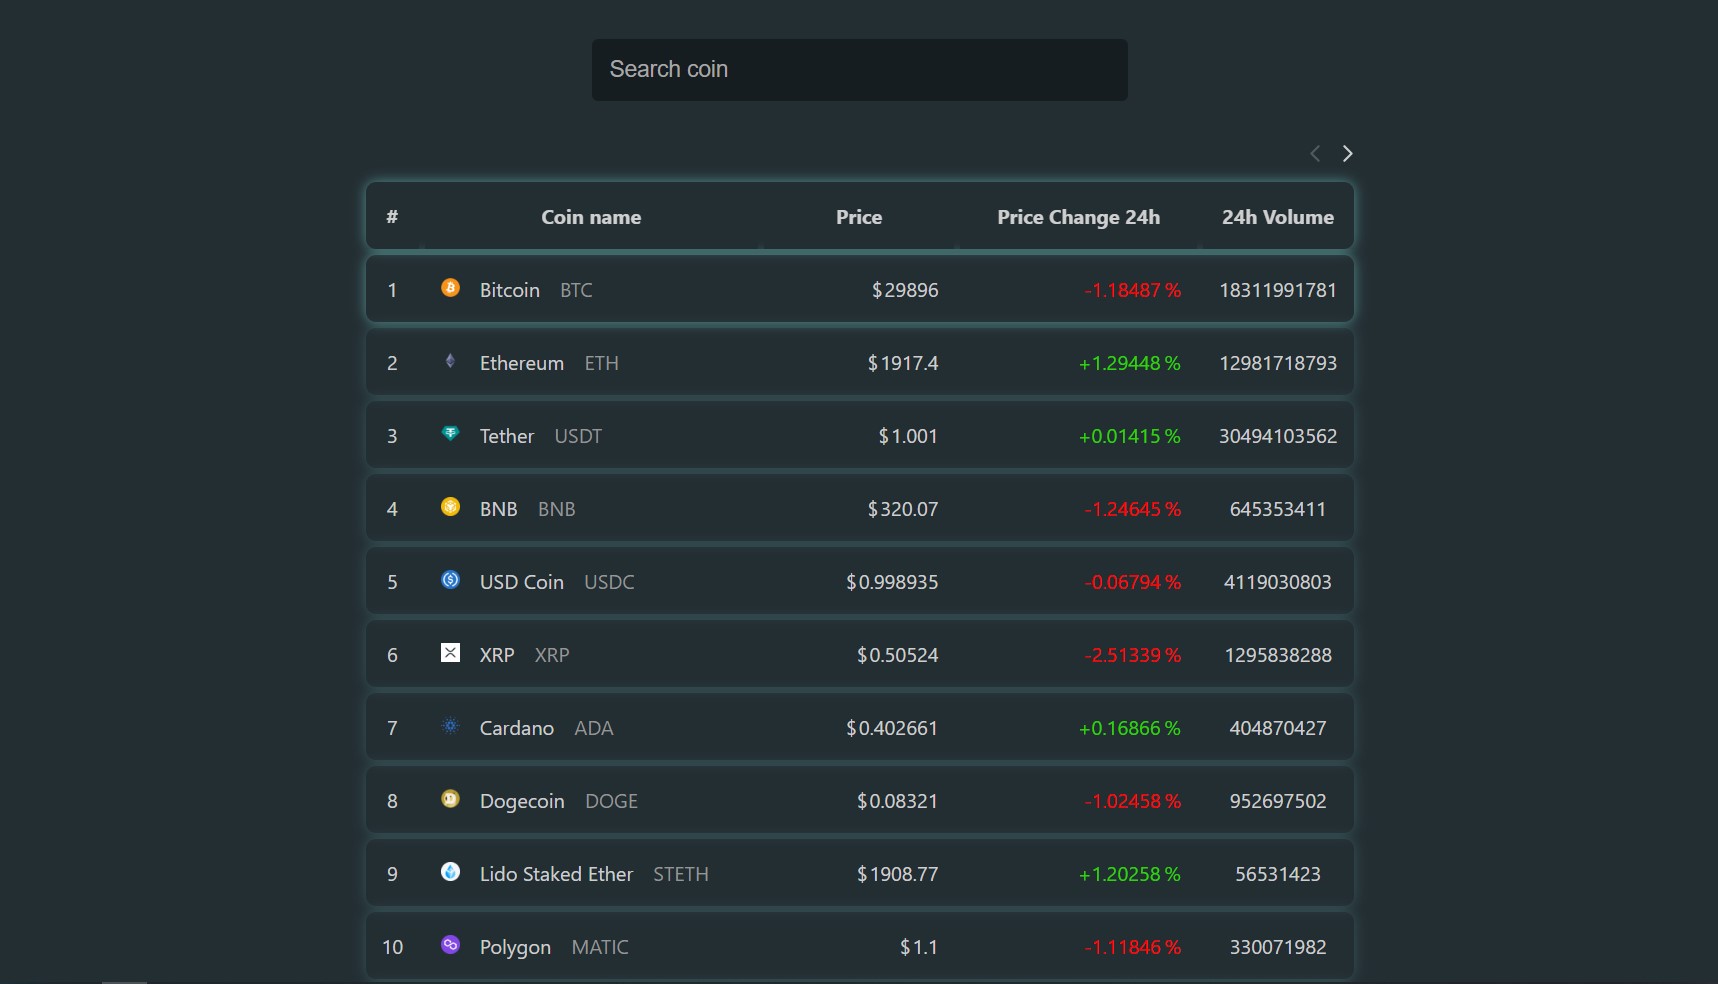 Search coin
# Coin name Price Price Change 24h 24h Volume
1 Bitcoin BTC $29896 -1.18487 % 18311991781
2 Ethereum ETH $1917.4 +1.29448 % 12981718793
3 Tether USDT $1.001 +0.01415 % 30494103562
4 BNB BNB $320.07 -1.24645 % 645353411
5 USD Coin USDC $0.998935 -0.06794 % 4119030803
6 XRP XRP $0.50524 -2.51339 % 1295838288
7 Cardano ADA $0.402661 +0.16866 % 404870427
8 Dogecoin DOGE $0.08321 -1.02458 % 952697502
9 Lido Staked Ether STETH $1908.77 +1.20258 % 56531423
10 Polygon MATIC $1.1 -1.11846 % 330071982